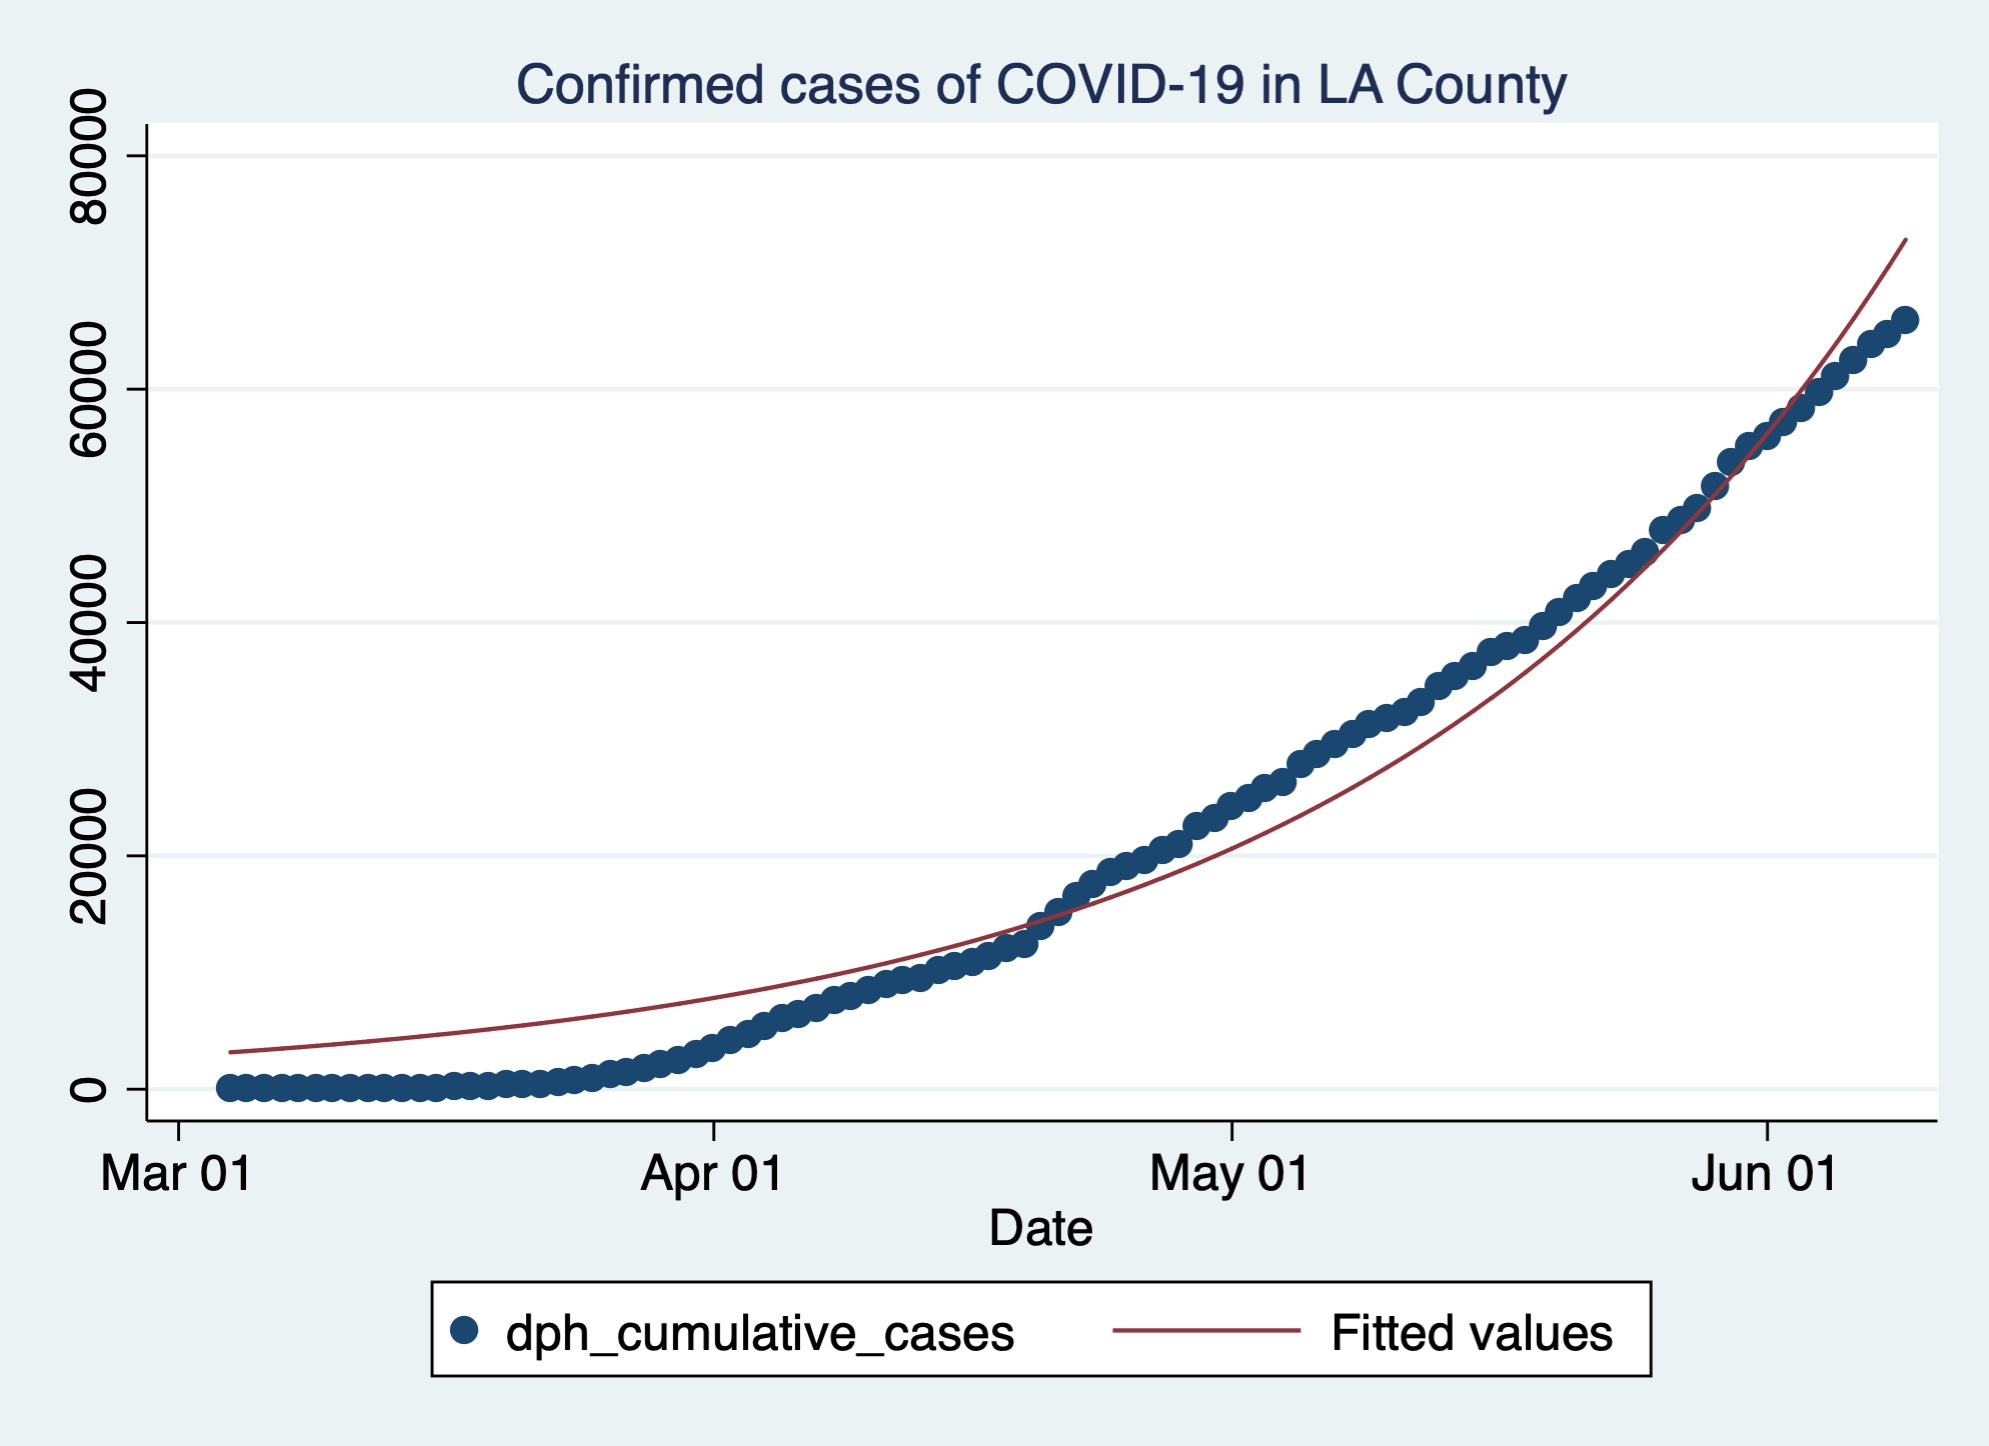 Confirmed cases of COVID-19 in LA County
80000
60000
40000
20000
0
Mar 01 Apr 01 May 01 Jun 01
Date
dph_cumulative_cases Fitted values